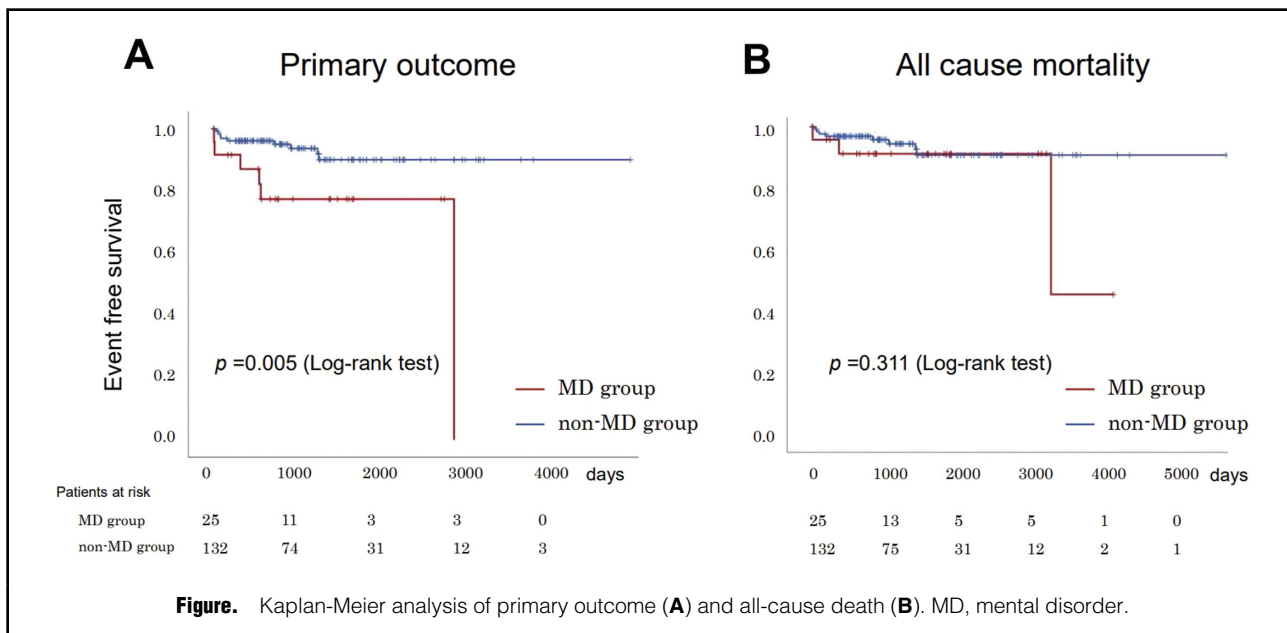 A
Primary outcome
Event free survival
1.0
0.8
0.6
0.4
0.2
0.0
p =0.005 (Log-rank test)
MD group
non-MD group
0 1000 2000 3000 4000 days
Patients at risk
MD group 25 11 3 3 0
non-MD group 132 74 31 12 3
B
All cause mortality
1.0
0.8
0.6
0.4
0.2
0.0
p =0.311 (Log-rank test)
MD group
non-MD group
0 1000 2000 3000 4000 5000 days
25 13 5 5 1 0
132 75 31 12 2 1
Figure. Kaplan-Meier analysis of primary outcome (A) and all-cause death (B). MD, mental disorder.